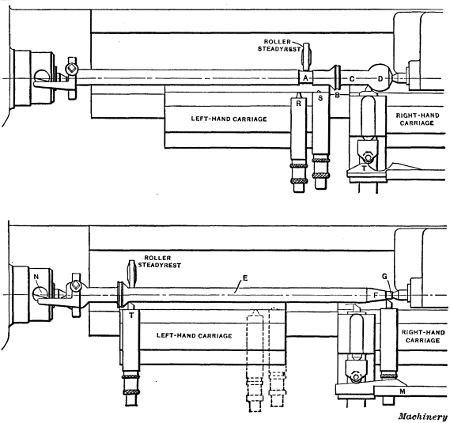 ROLLER
STEADYREST
A
B
C
D
R
S
LEFT-HAND CARRIAGE
RIGHT-HAND
CARRIAGE
T
ROLLER
STEADYREST
N
E
G
F
T
LEFT-HAND CARRIAGE
RIGHT-HAND
CARRIAGE
M
Machinery